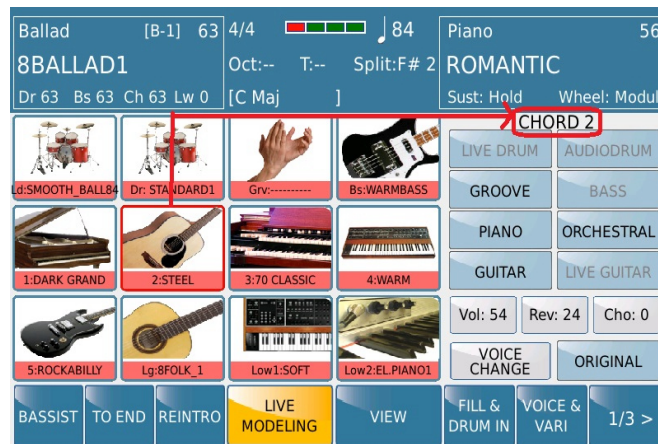 Ballad [B-1] 63
4/4 84
Piano 56
8BALLAD1
Oct:-- T:-- Split:F# 2
ROMANTIC
Dr 63 Bs 63 Ch 63 Lw 0
[C Maj ]
Sust: Hold Wheel: Modul
CHORD 2
LIVE DRUM
AUDIODRUM
Ld:SMOOTH_BALL84
Dr: STANDARD1
Grv:----------
Bs:WARMBASS
GROOVE
BASS
PIANO
ORCHESTRAL
1:DARK GRAND
2:STEEL
3:70 CLASSIC
4:WARM
GUITAR
LIVE GUITAR
Vol: 54
Rev: 24
Cho: 0
5:ROCKABILLY
Lg:8FOLK_1
Low1:SOFT
Low2:EL.PIANO1
VOICE
CHANGE
ORIGINAL
BASSIST
TO END
REINTRO
LIVE
MODELING
VIEW
FILL &
DRUM IN
VOICE &
VARI
1/3 >